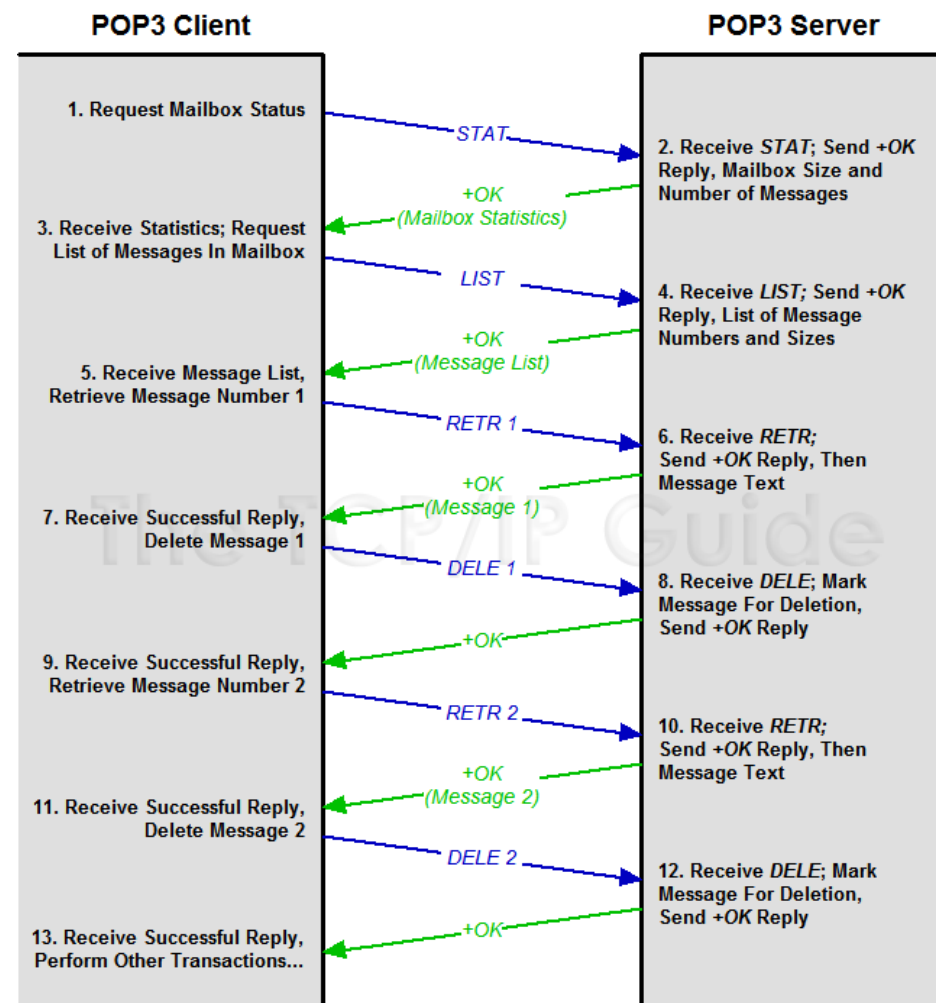 POP3 Client
POP3 Server
1. Request Mailbox Status
STAT
2. Receive STAT; Send +OK
Reply, Mailbox Size and
Number of Messages
+OK
(Mailbox Statistics)
3. Receive Statistics; Request
List of Messages In Mailbox
LIST
4. Receive LIST; Send +OK
Reply, List of Message
Numbers and Sizes
+OK
(Message List)
5. Receive Message List,
Retrieve Message Number 1
RETR 1
6. Receive RETR;
Send +OK Reply, Then
Message Text
+OK
(Message 1)
The TCP/IP Guide
7. Receive Successful Reply,
Delete Message 1
DELE 1
8. Receive DELE; Mark
Message For Deletion,
Send +OK Reply
+OK
9. Receive Successful Reply,
Retrieve Message Number 2
RETR 2
10. Receive RETR;
Send +OK Reply, Then
Message Text
+OK
(Message 2)
11. Receive Successful Reply,
Delete Message 2
DELE 2
12. Receive DELE; Mark
Message For Deletion,
Send +OK Reply
+OK
13. Receive Successful Reply,
Perform Other Transactions...